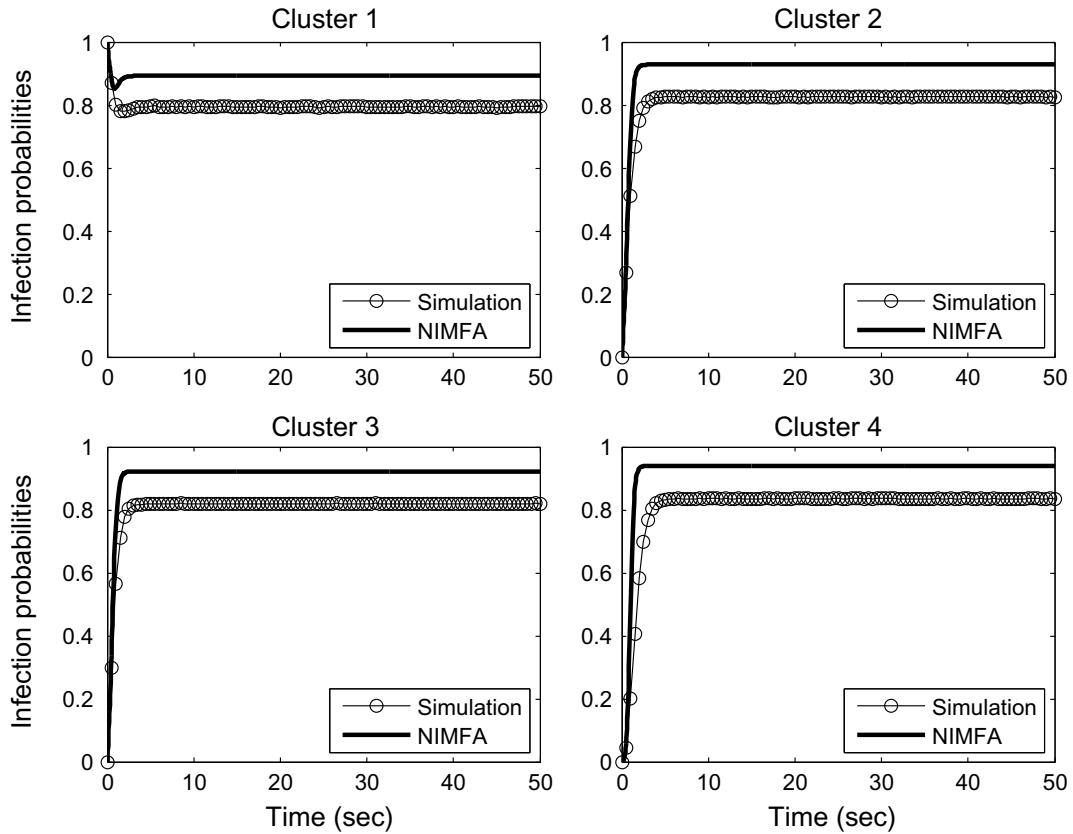 Cluster 1
Infection probabilities
1
0.8
0.6
0.4
0.2
0
0 10 20 30 40 50
Simulation
NIMFA
Cluster 2
1
0.8
0.6
0.4
0.2
0
0 10 20 30 40 50
Simulation
NIMFA
Cluster 3
Infection probabilities
1
0.8
0.6
0.4
0.2
0
0 10 20 30 40 50
Time (sec)
Simulation
NIMFA
Cluster 4
1
0.8
0.6
0.4
0.2
0
0 10 20 30 40 50
Time (sec)
Simulation
NIMFA